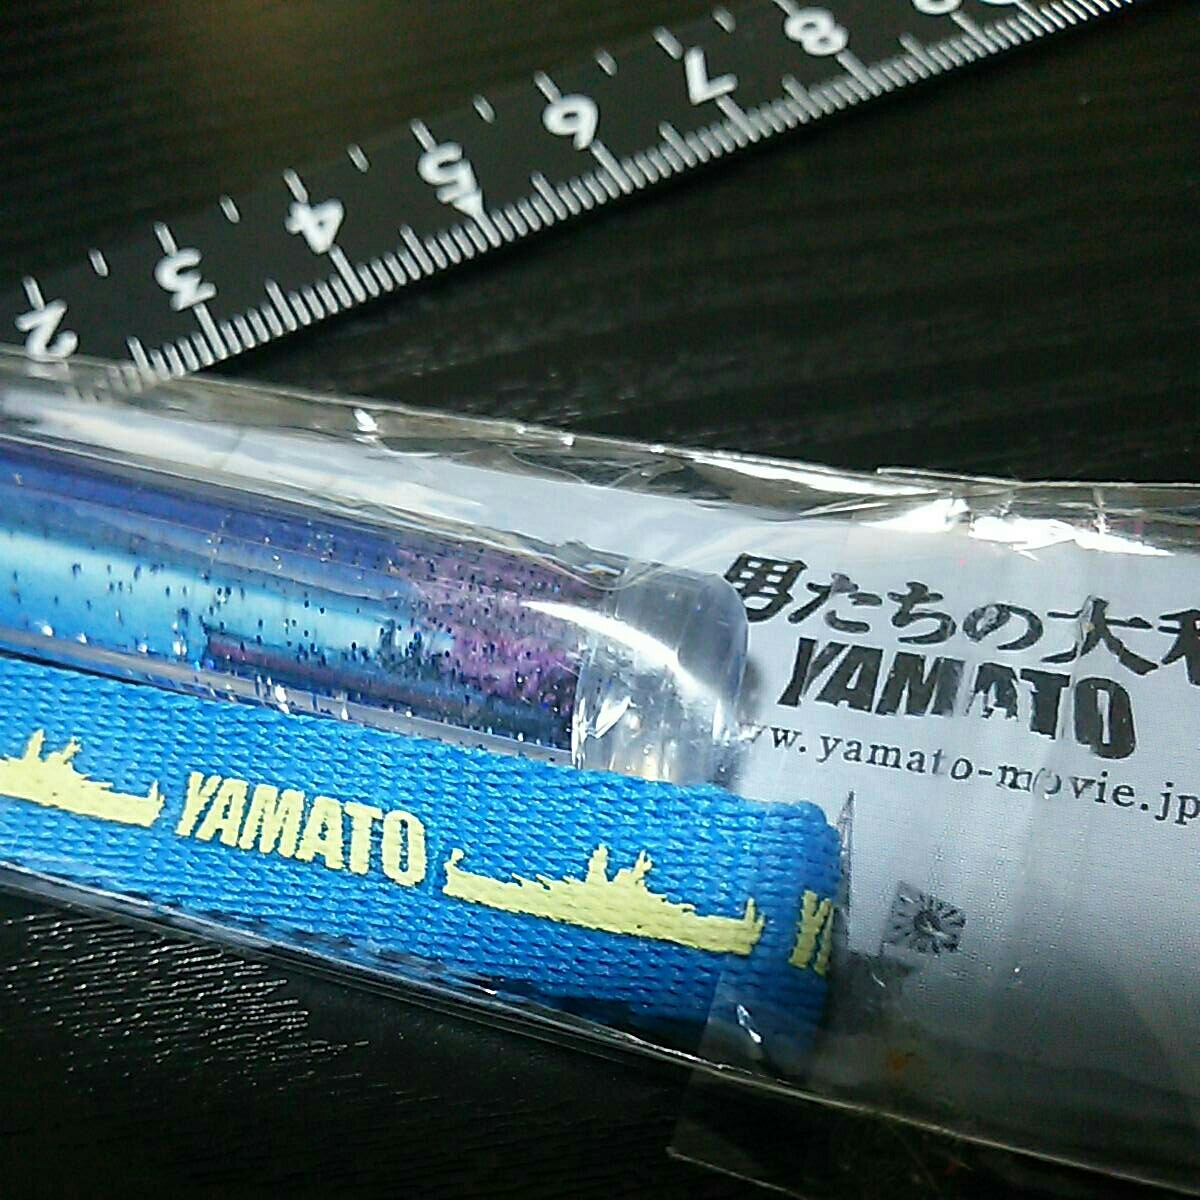 2 3 4 5 6 7 8
男たちの大和
YAMATO
www.yamato-movie.jp
YAMATO